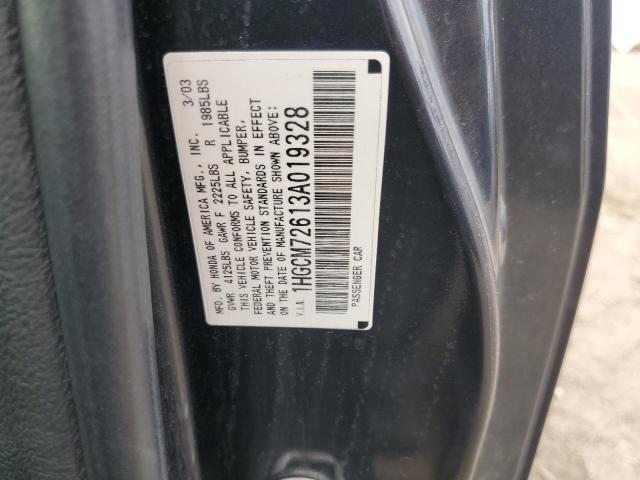 MFD. BY HONDA OF AMERICA MFG., INC. 3/03
GVWR 4125LBS GAWR F 2225LBS R 1985LBS
THIS VEHICLE CONFORMS TO ALL APPLICABLE
FEDERAL MOTOR VEHICLE SAFETY, BUMPER,
AND THEFT PREVENTION STANDARDS IN EFFECT
ON THE DATE OF MANUFACTURE SHOWN ABOVE:
V.I.N. 1HGCM72613A019328
PASSENGER CAR